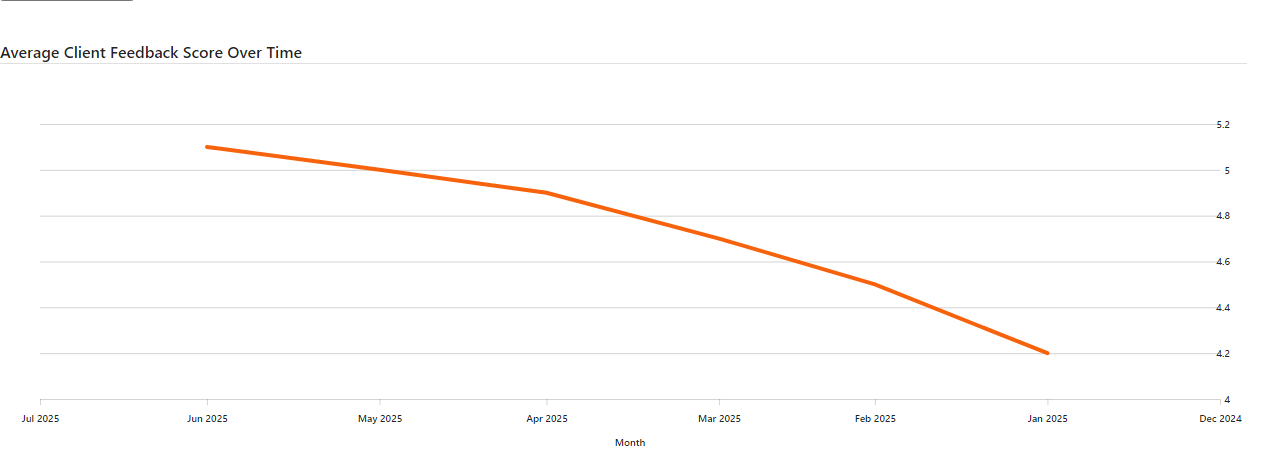 Average Client Feedback Score Over Time
5.2
5
4.8
4.6
4.4
4.2
4
Jul 2025 Jun 2025 May 2025 Apr 2025 Mar 2025 Feb 2025 Jan 2025 Dec 2024
Month